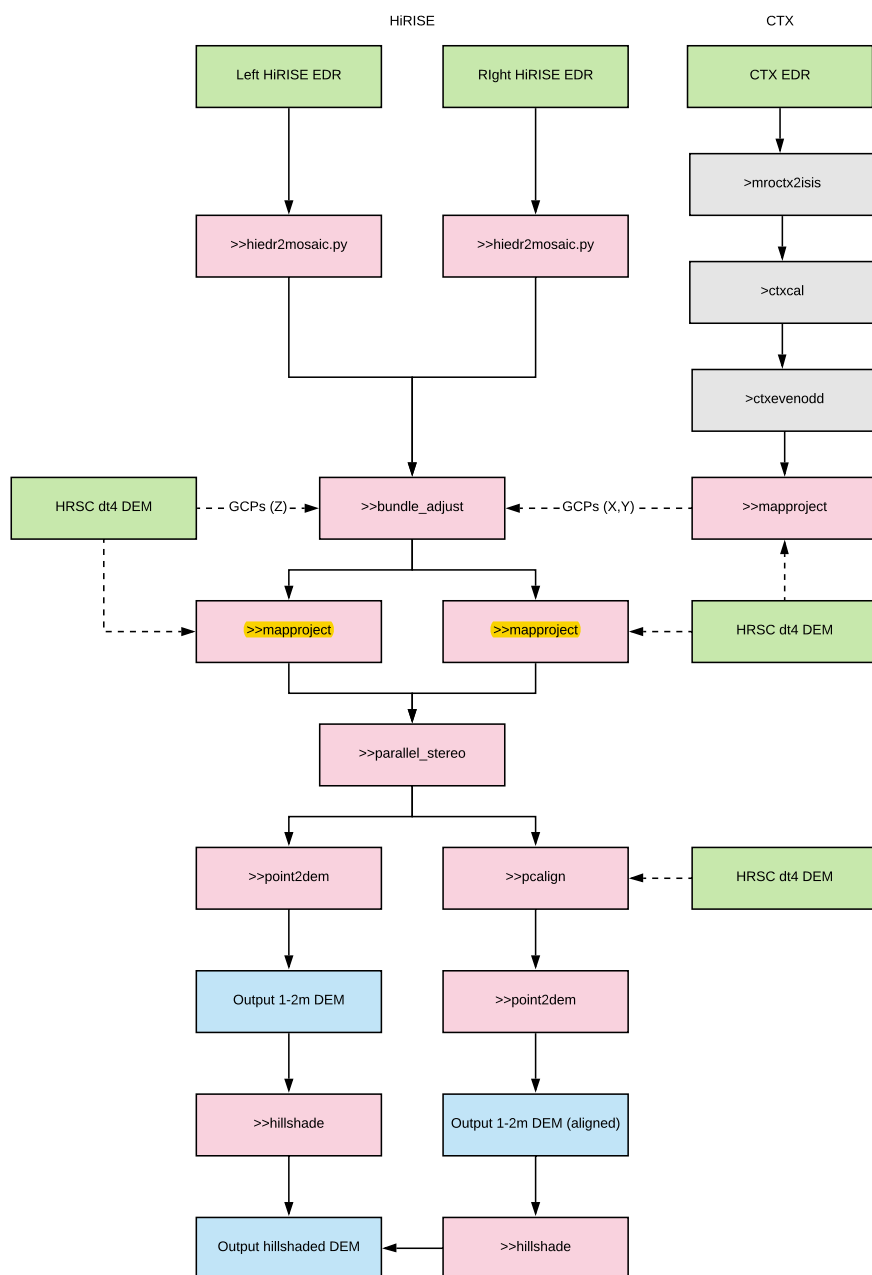 HiRISE
CTX
Left HiRISE EDR
RIght HiRISE EDR
CTX EDR
>mroctx2isis
>>hiedr2mosaic.py
>>hiedr2mosaic.py
>ctxcal
>ctxevenodd
HRSC dt4 DEM
GCPs (Z)
>>bundle_adjust
GCPs (X,Y)
>>mapproject
>>mapproject
>>mapproject
HRSC dt4 DEM
>>parallel_stereo
>>point2dem
>>pcalign
HRSC dt4 DEM
Output 1-2m DEM
>>point2dem
>>hillshade
Output 1-2m DEM (aligned)
Output hillshaded DEM
>>hillshade